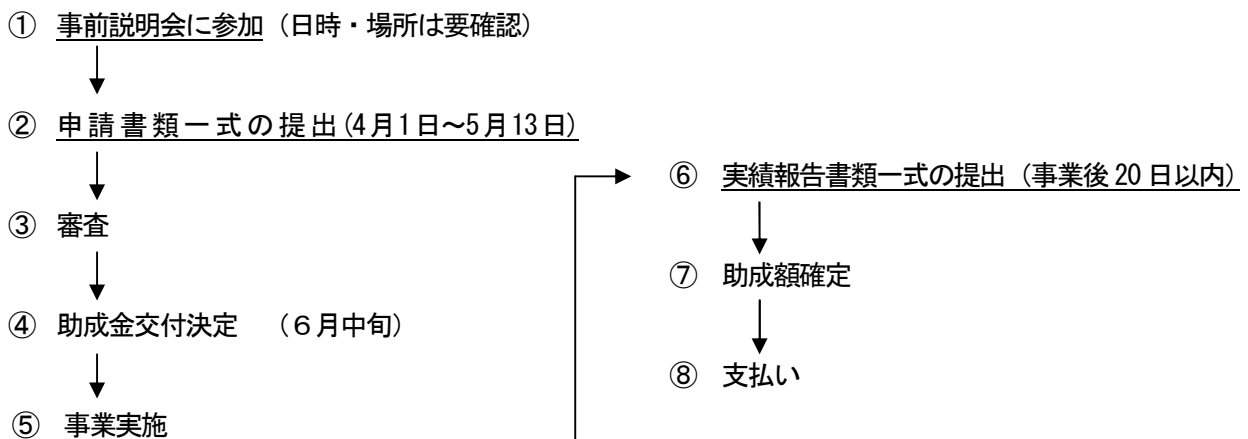 ① 事前説明会に参加（日時・場所は要確認）
② 申請書類一式の提出(4月1日～5月13日)
③ 審査
④ 助成金交付決定　（６月中旬）
⑤ 事業実施
⑥ 実績報告書類一式の提出（事業後20日以内）
⑦ 助成額確定
⑧ 支払い